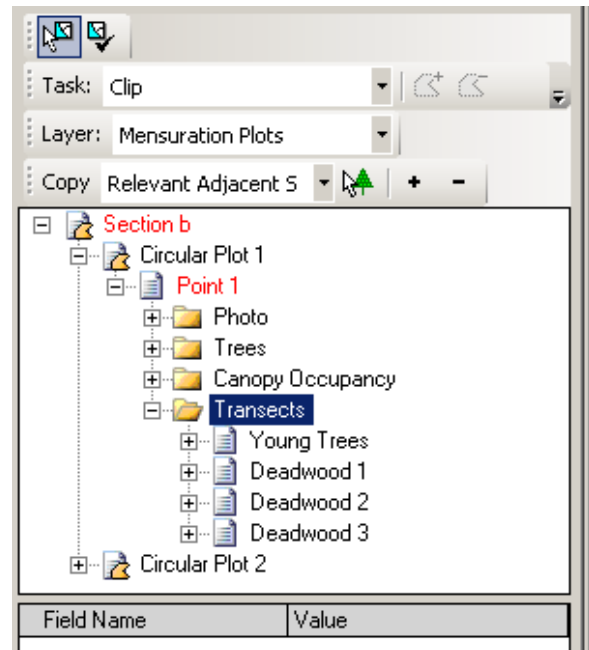 Task: Clip
Layer: Mensuration Plots
Copy Relevant Adjacent S
Section b
Circular Plot 1
Point 1
Photo
Trees
Canopy Occupancy
Transects
Young Trees
Deadwood 1
Deadwood 2
Deadwood 3
Circular Plot 2
Field Name Value